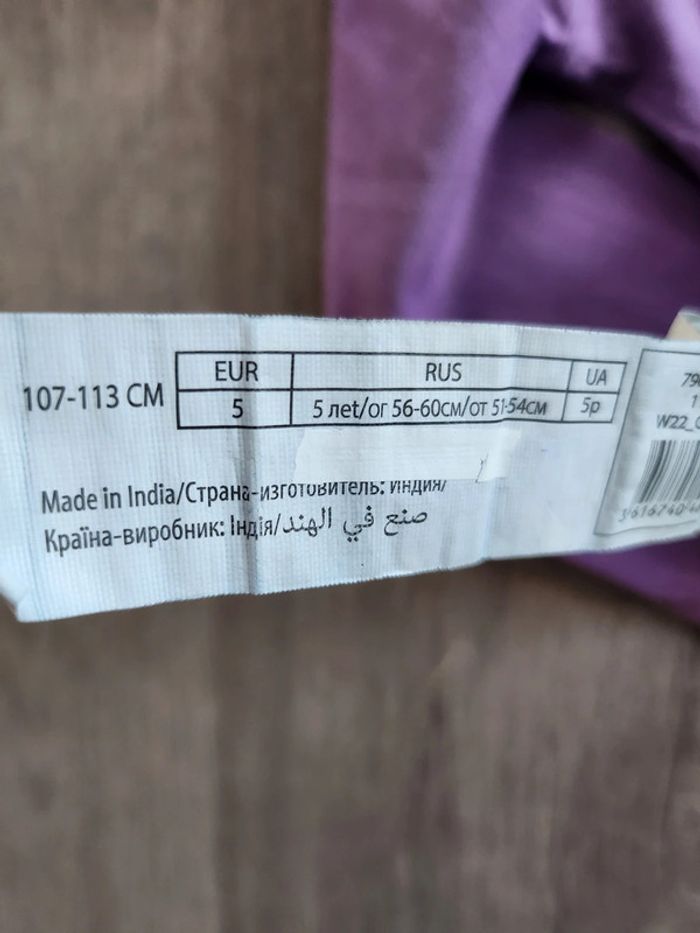 107-113 CM
EUR RUS UA
5 5 лет/ог 56-60см/от 51-54см 5р
Made in India/Страна-изготовитель: Индия/
Країна-виробник: Індія/صنع في الهند